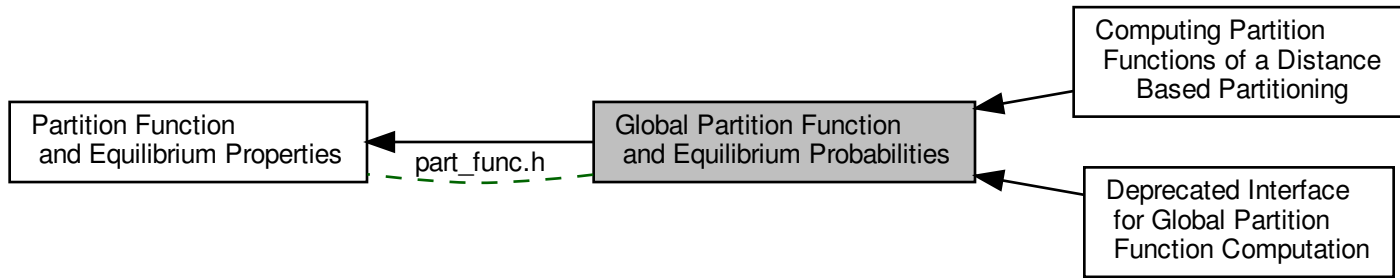 Partition Function
and Equilibrium Properties
part_func.h
Global Partition Function
and Equilibrium Probabilities
Computing Partition
Functions of a Distance
Based Partitioning
Deprecated Interface
for Global Partition
Function Computation